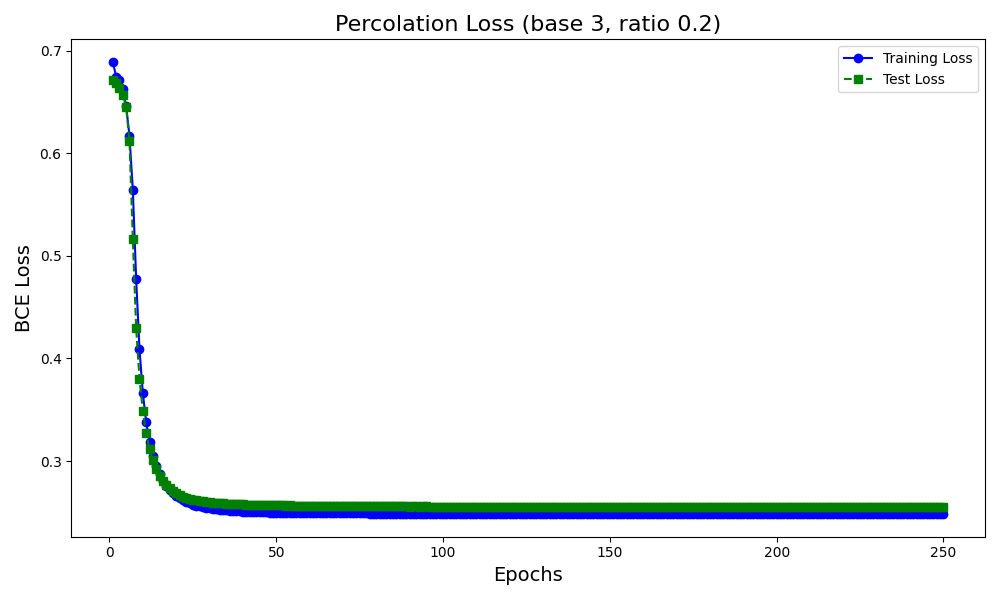 Percolation Loss (base 3, ratio 0.2)
Training Loss
Test Loss
BCE Loss
0.7
0.6
0.5
0.4
0.3
0 50 100 150 200 250
Epochs